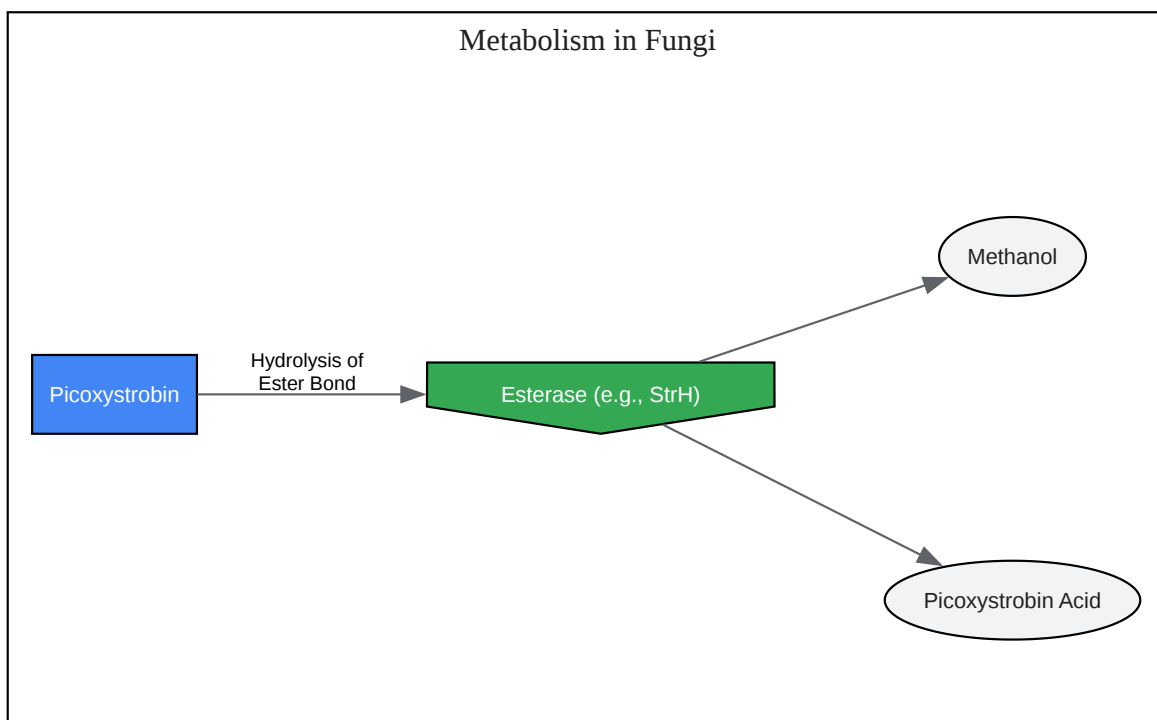 Metabolism in Fungi
Methanol
Hydrolysis of
Ester Bond
Picoxystrobin
Esterase (e.g., StrH)
Picoxystrobin Acid